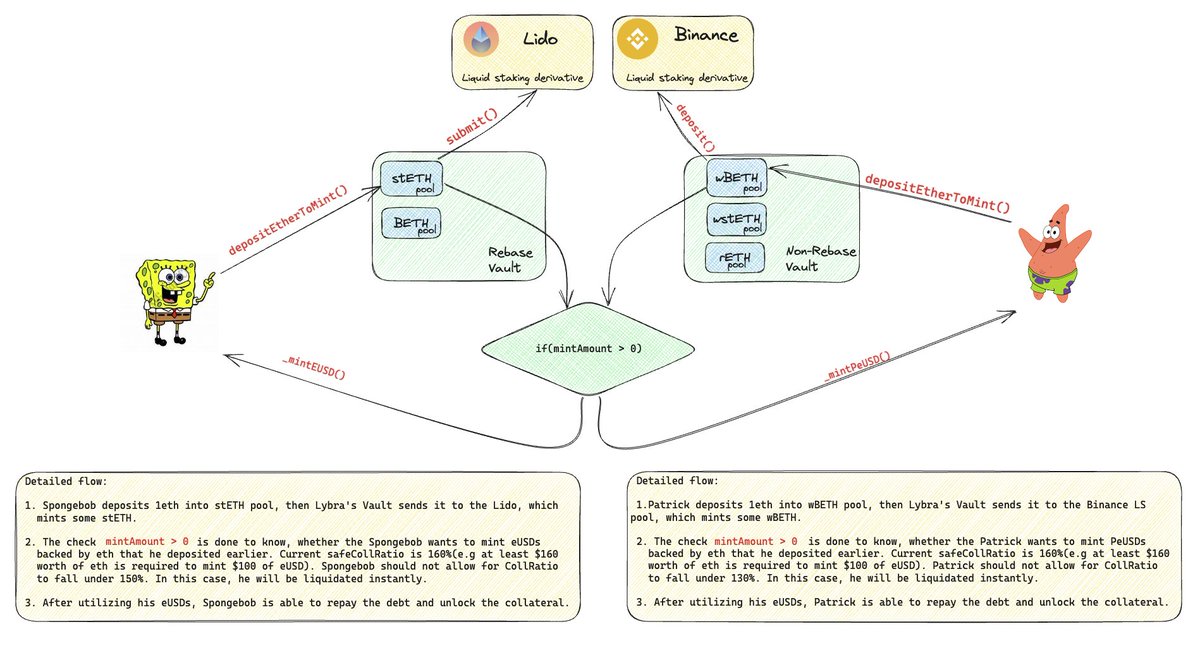 Lido
Liquid staking derivative
Binance
Liquid staking derivative
submit()
deposit()
stETH
pool
BETH
pool
Rebase
Vault
wBETH
pool
wstETH
pool
rETH
pool
Non-Rebase
Vault
depositEtherToMint()
depositEtherToMint()
if(mintAmount > 0)
_mintEUSD()
_mintPeUSD()
Detailed flow:
1. Spongebob deposits 1eth into stETH pool, then Lybra's Vault sends it to the Lido, which
mints some stETH.
2. The check mintAmount > 0 is done to know, whether the Spongebob wants to mint eUSDs
backed by eth that he deposited earlier. Current safeCollRatio is 160%(e.g at least $160
worth of eth is required to mint $100 of eUSD). Spongebob should not allow for CollRatio
to fall under 150%. In this case, he will be liquidated instantly.
3. After utilizing his eUSDs, Spongebob is able to repay the debt and unlock the collateral.
Detailed flow:
1.Patrick deposits 1eth into wBETH pool, then Lybra's Vault sends it to the Binance LS
pool, which mints some wBETH.
2. The check mintAmount > 0 is done to know, whether the Patrick wants to mint PeUSDs
backed by eth that he deposited earlier. Current safeCollRatio is 160%(e.g at least $160
worth of eth is required to mint $100 of eUSD). Patrick should not allow for CollRatio
to fall under 130%. In this case, he will be liquidated instantly.
3. After utilizing his eUSDs, Patrick is able to repay the debt and unlock the collateral.